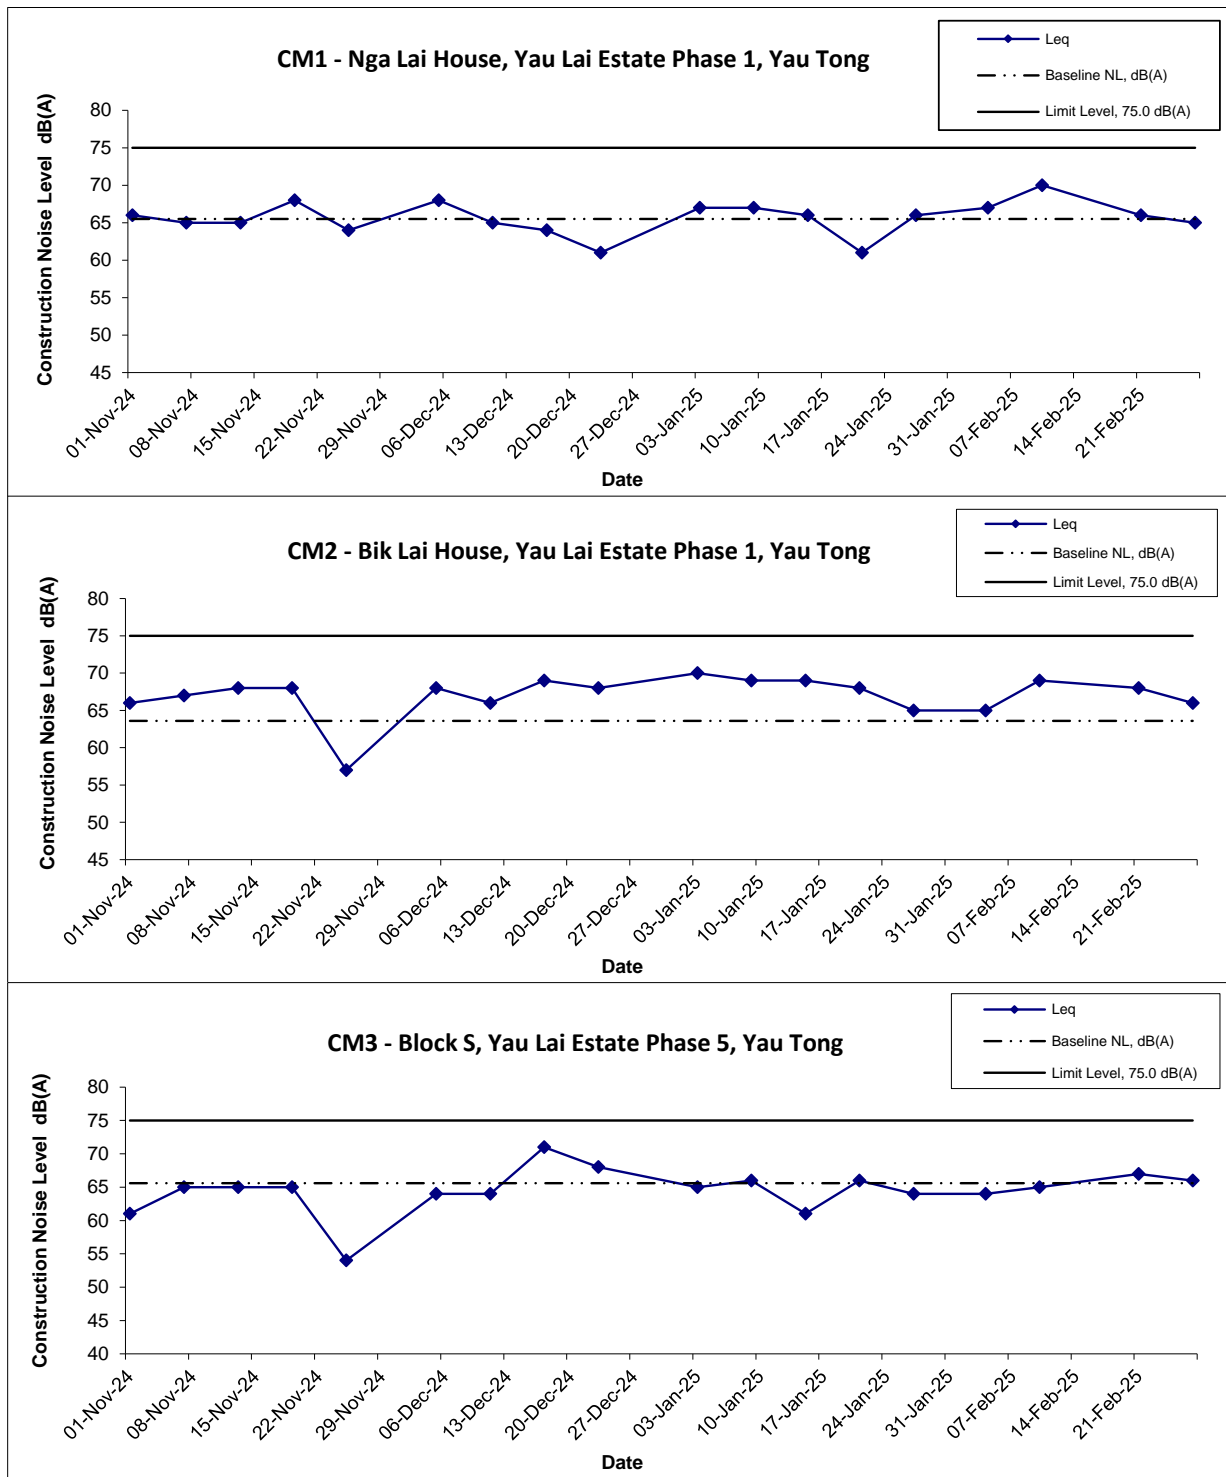 CM1 - Nga Lai House, Yau Lai Estate Phase 1, Yau Tong
Leq
Baseline NL, dB(A)
Limit Level, 75.0 dB(A)
Construction Noise Level dB(A)
80
75
70
65
60
55
50
45
01-Nov-24
08-Nov-24
15-Nov-24
22-Nov-24
29-Nov-24
06-Dec-24
13-Dec-24
20-Dec-24
27-Dec-24
03-Jan-25
10-Jan-25
17-Jan-25
24-Jan-25
31-Jan-25
07-Feb-25
14-Feb-25
21-Feb-25
Date
CM2 - Bik Lai House, Yau Lai Estate Phase 1, Yau Tong
Leq
Baseline NL, dB(A)
Limit Level, 75.0 dB(A)
Construction Noise Level dB(A)
80
75
70
65
60
55
50
45
01-Nov-24
08-Nov-24
15-Nov-24
22-Nov-24
29-Nov-24
06-Dec-24
13-Dec-24
20-Dec-24
27-Dec-24
03-Jan-25
10-Jan-25
17-Jan-25
24-Jan-25
31-Jan-25
07-Feb-25
14-Feb-25
21-Feb-25
Date
CM3 - Block S, Yau Lai Estate Phase 5, Yau Tong
Leq
Baseline NL, dB(A)
Limit Level, 75.0 dB(A)
Construction Noise Level dB(A)
80
75
70
65
60
55
50
45
40
01-Nov-24
08-Nov-24
15-Nov-24
22-Nov-24
29-Nov-24
06-Dec-24
13-Dec-24
20-Dec-24
27-Dec-24
03-Jan-25
10-Jan-25
17-Jan-25
24-Jan-25
31-Jan-25
07-Feb-25
14-Feb-25
21-Feb-25
Date